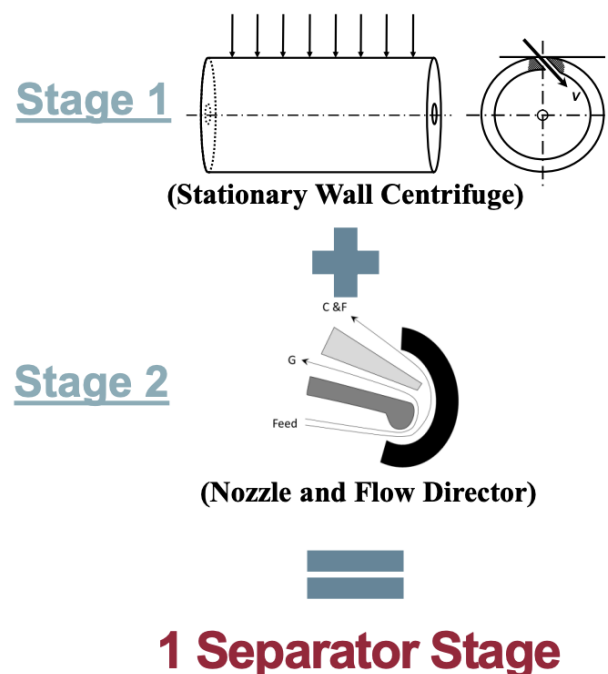 Stage 1
v
(Stationary Wall Centrifuge)
C &F
G
Stage 2
Feed
(Nozzle and Flow Director)
1 Separator Stage